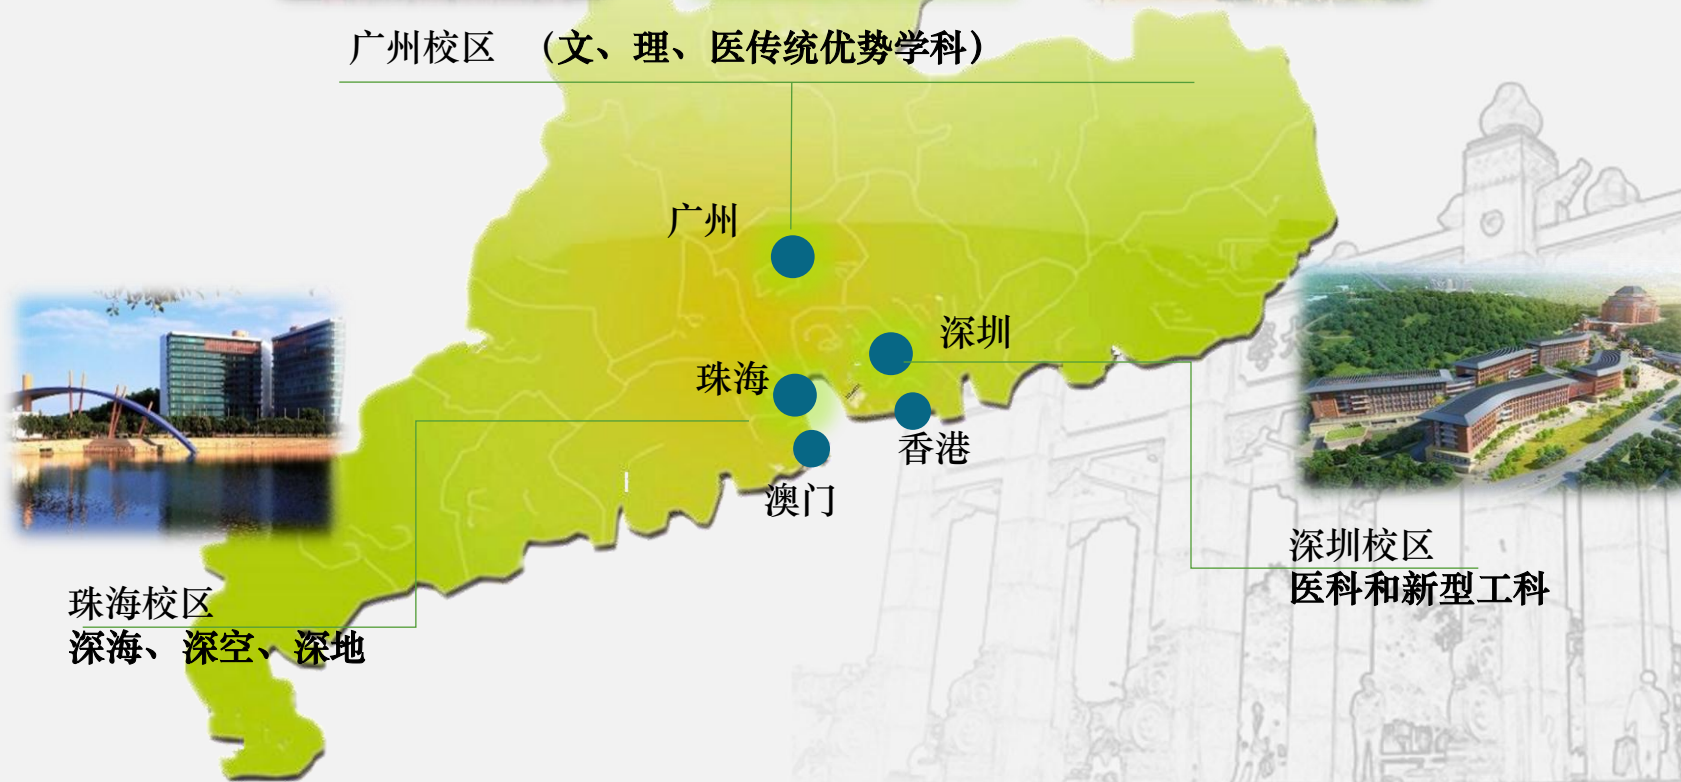 广州校区 （文、理、医传统优势学科）
广州
深圳
珠海
香港
澳门
深圳校区
医科和新型工科
珠海校区
深海、深空、深地